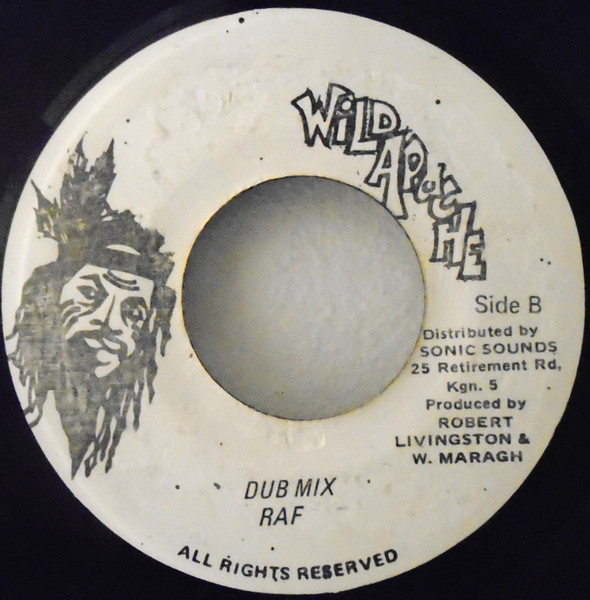 WILD
APACHE
Side B
Distributed by
SONIC SOUNDS
25 Retirement Rd,
Kgn. 5
Produced by
ROBERT
LIVINGSTON &
W. MARAGH
DUB MIX
RAF
ALL RIGHTS RESERVED